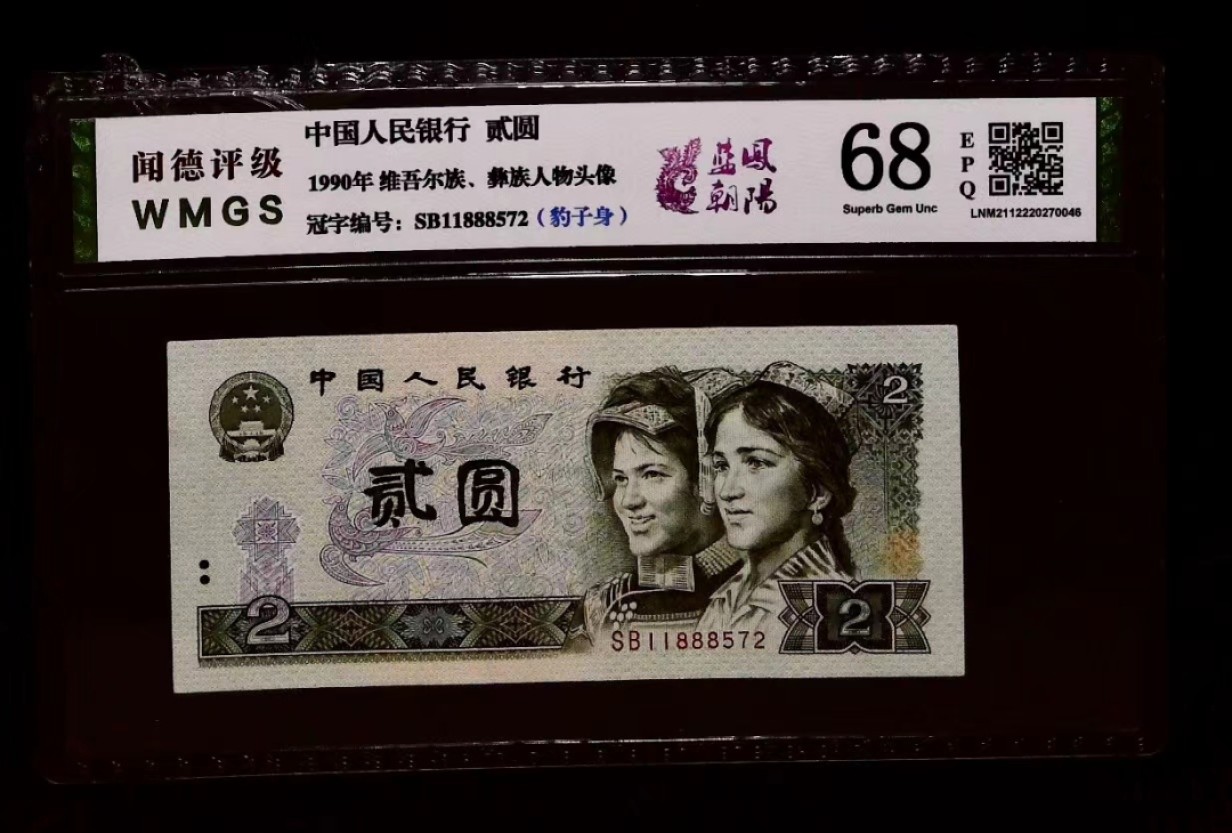 闻德评级
WMGS
中国人民银行 贰圆
1990年 维吾尔族、彝族人物头像
冠字编号：SB11888572（豹子身）
蓝鳳
朝陽
68
EPQ
Superb Gem Unc
LNM2112220270046
中国人民银行
2
贰圆
2
SB11888572
2